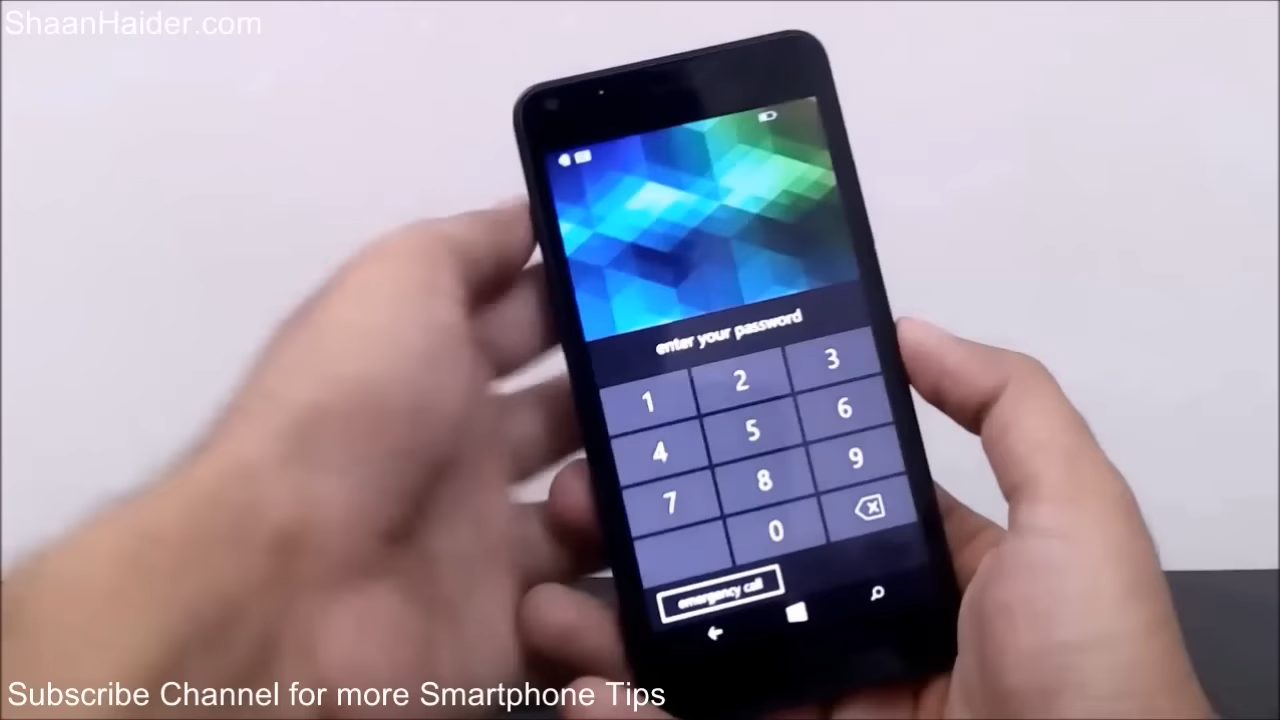 ShaanHaider.com
enter your password
1 2 3
4 5 6
7 8 9
0
emergency call
Subscribe Channel for more Smartphone Tips